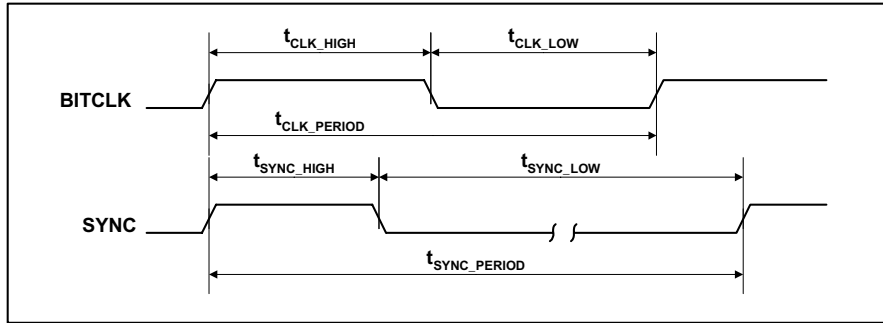 tCLK_HIGH tCLK_LOW
BITCLK
tCLK_PERIOD
tSYNC_HIGH tSYNC_LOW
SYNC
tSYNC_PERIOD